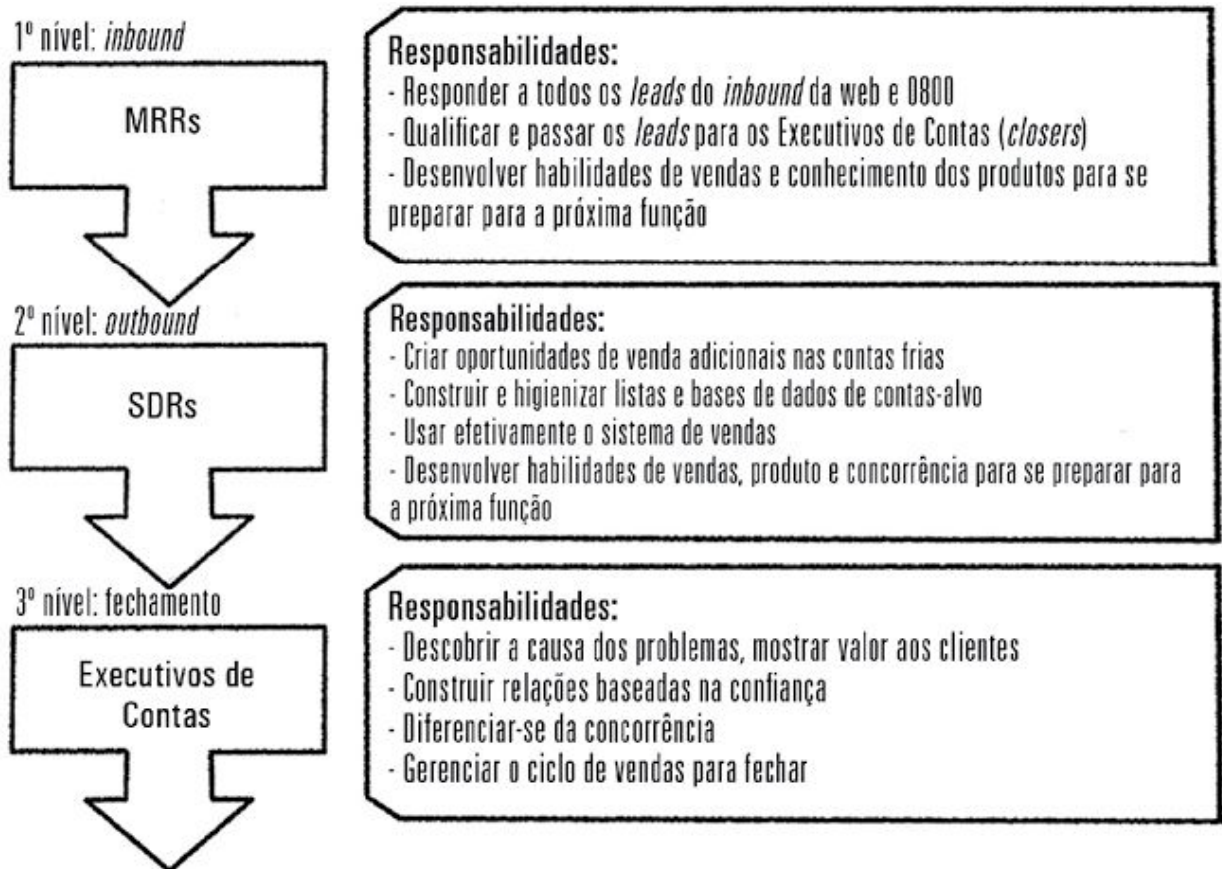 1º nível: inbound
MRRs
Responsabilidades:
- Responder a todos os leads do inbound da web e 0800
- Qualificar e passar os leads para os Executivos de Contas (closers)
- Desenvolver habilidades de vendas e conhecimento dos produtos para se
preparar para a próxima função
2º nível: outbound
SDRs
Responsabilidades:
- Criar oportunidades de venda adicionais nas contas frias
- Construir e higienizar listas e bases de dados de contas-alvo
- Usar efetivamente o sistema de vendas
- Desenvolver habilidades de vendas, produto e concorrência para se preparar para
a próxima função
3º nível: fechamento
Executivos de
Contas
Responsabilidades:
- Descobrir a causa dos problemas, mostrar valor aos clientes
- Construir relações baseadas na confiança
- Diferenciar-se da concorrência
- Gerenciar o ciclo de vendas para fechar